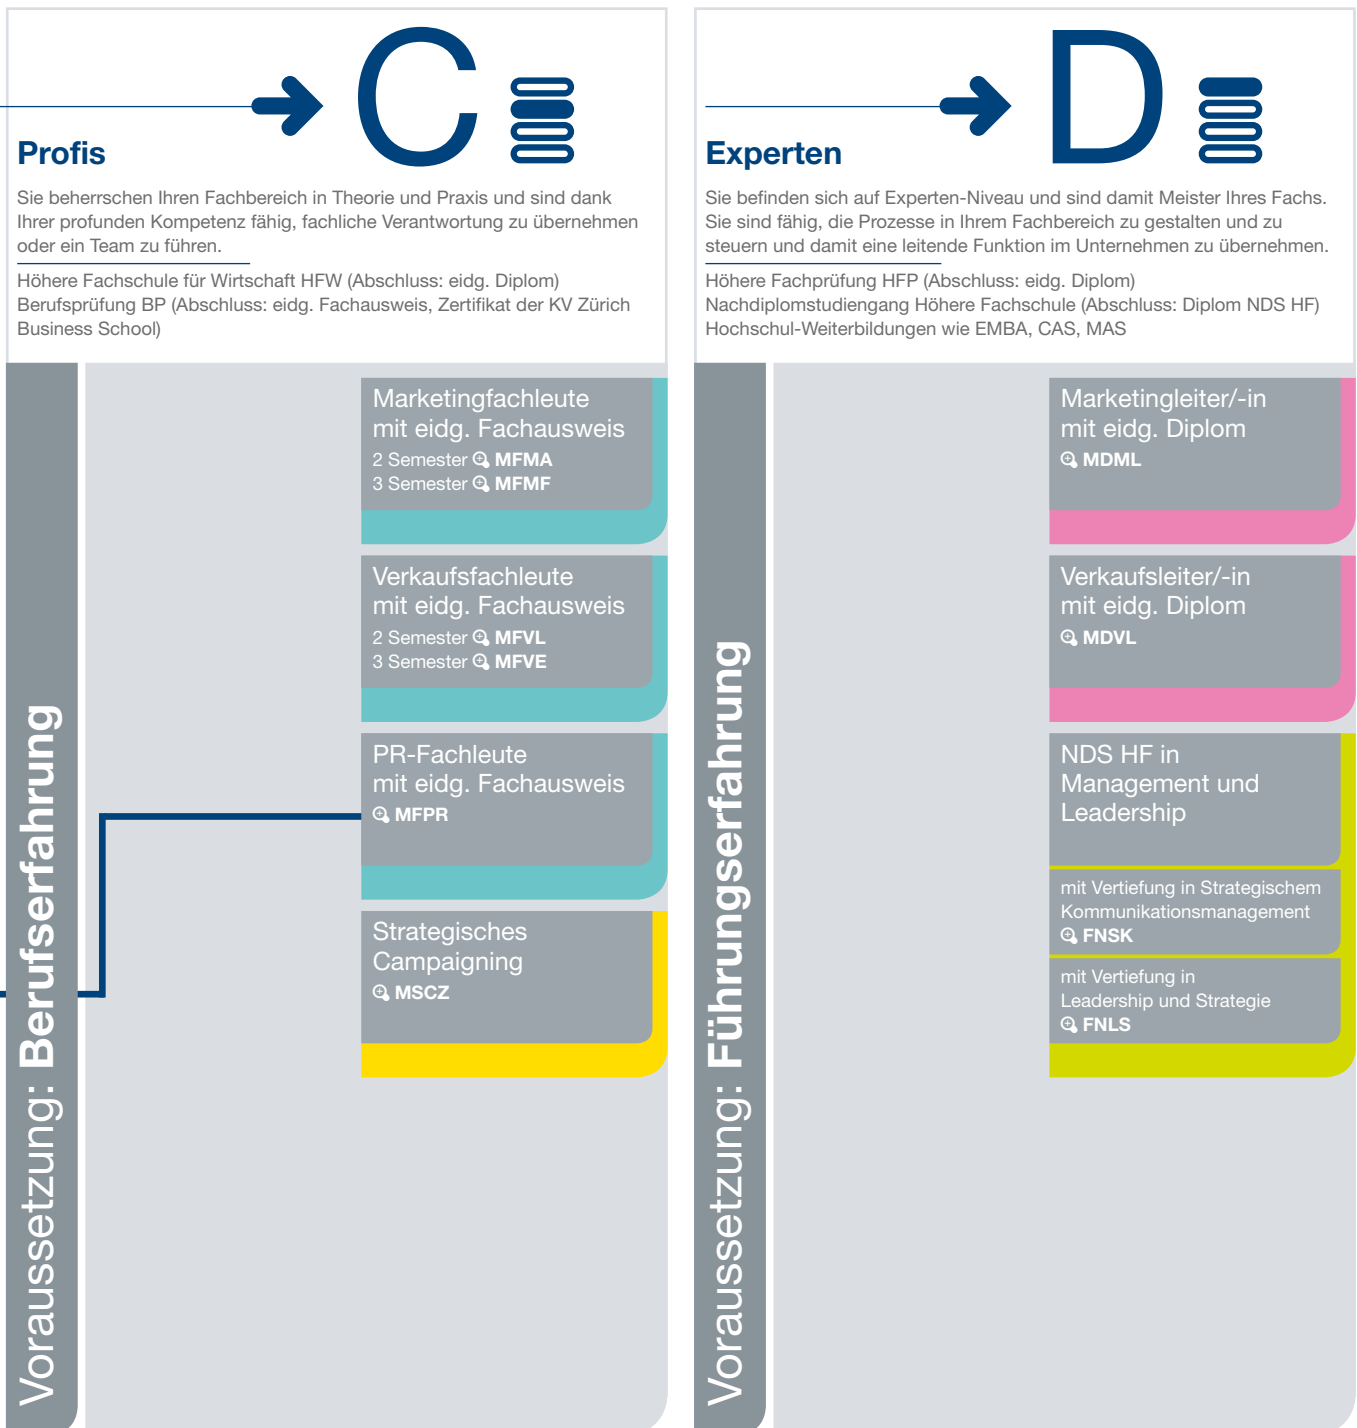 C
Profis
Sie beherrschen Ihren Fachbereich in Theorie und Praxis und sind dank
Ihrer profunden Kompetenz fähig, fachliche Verantwortung zu übernehmen
oder ein Team zu führen.
Höhere Fachschule für Wirtschaft HFW (Abschluss: eidg. Diplom)
Berufsprüfung BP (Abschluss: eidg. Fachausweis, Zertifikat der KV Zürich
Business School)
Voraussetzung: Berufserfahrung
Marketingfachleute
mit eidg. Fachausweis
2 Semester MFMA
3 Semester MFMF
Verkaufsfachleute
mit eidg. Fachausweis
2 Semester MFVL
3 Semester MFVE
PR-Fachleute
mit eidg. Fachausweis
MFPR
Strategisches
Campaigning
MSCZ
D
Experten
Sie befinden sich auf Experten-Niveau und sind damit Meister Ihres Fachs.
Sie sind fähig, die Prozesse in Ihrem Fachbereich zu gestalten und zu
steuern und damit eine leitende Funktion im Unternehmen zu übernehmen.
Höhere Fachprüfung HFP (Abschluss: eidg. Diplom)
Nachdiplomstudiengang Höhere Fachschule (Abschluss: Diplom NDS HF)
Hochschul-Weiterbildungen wie EMBA, CAS, MAS
Voraussetzung: Führungserfahrung
Marketingleiter/-in
mit eidg. Diplom
MDML
Verkaufsleiter/-in
mit eidg. Diplom
MDVL
NDS HF in
Management und
Leadership
mit Vertiefung in Strategischem
Kommunikationsmanagement
FNSK
mit Vertiefung in
Leadership und Strategie
FNLS